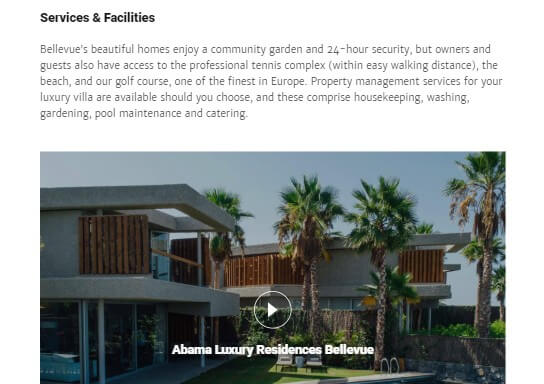 Services & Facilities
Bellevue's beautiful homes enjoy a community garden and 24-hour security, but owners and
guests also have access to the professional tennis complex (within easy walking distance), the
beach, and our golf course, one of the finest in Europe. Property management services for your
luxury villa are available should you choose, and these comprise housekeeping, washing,
gardening, pool maintenance and catering.
Abama Luxury Residences Bellevue